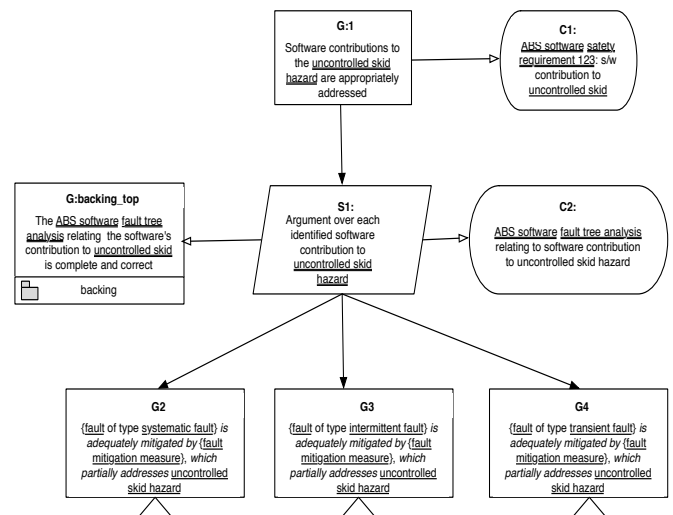 G:1
Software contributions to
the uncontrolled skid
hazard are appropriately
addressed
C1:
ABS software safety
requirement 123: s/w
contribution to
uncontrolled skid
G:backing_top
The ABS software fault tree
analysis relating the software's
contribution to uncontrolled skid
is complete and correct
backing
S1:
Argument over each
identified software
contribution to
uncontrolled skid
hazard
C2:
ABS software fault tree analysis
relating to software contribution
to uncontrolled skid hazard
G2
{fault of type systematic fault} is
adequately mitigated by {fault
mitigation measure}, which
partially addresses uncontrolled
skid hazard
G3
{fault of type intermittent fault} is
adequately mitigated by {fault
mitigation measure}, which
partially addresses uncontrolled
skid hazard
G4
{fault of type transient fault} is
adequately mitigated by {fault
mitigation measure}, which
partially addresses uncontrolled
skid hazard